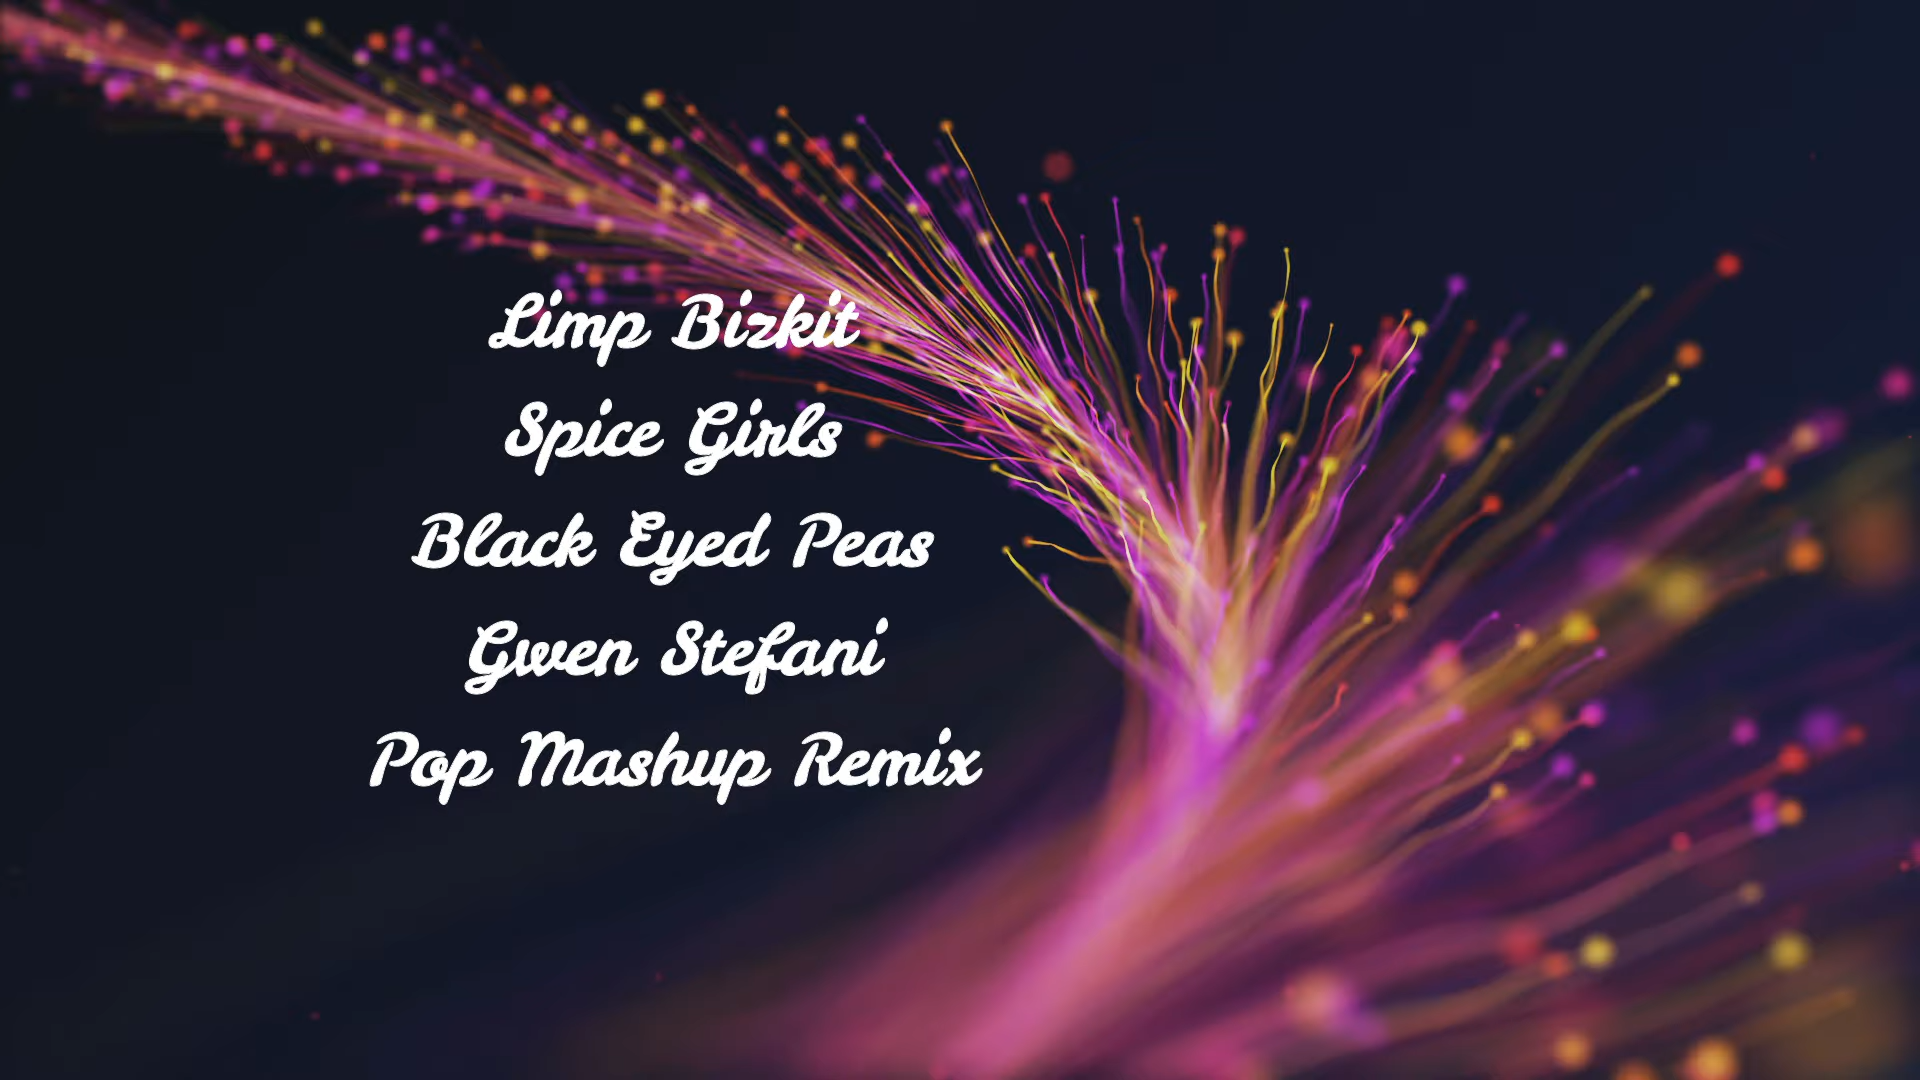 Limp Bizkit
Spice Girls
Black Eyed Peas
Gwen Stefani
Pop Mashup Remix